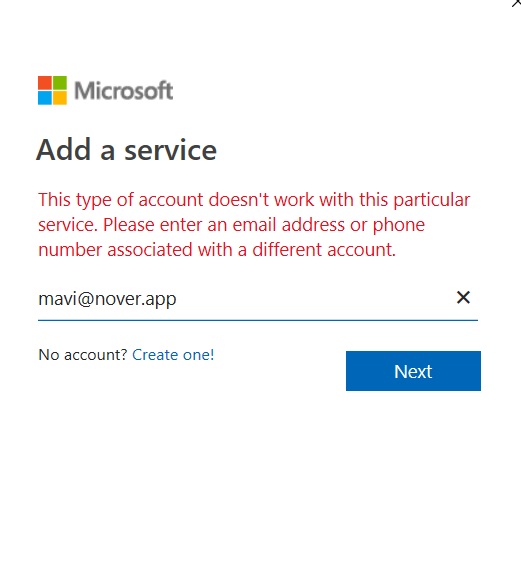 Microsoft
Add a service
This type of account doesn't work with this particular
service. Please enter an email address or phone
number associated with a different account.
mavi@nover.app
No account? Create one!
Next